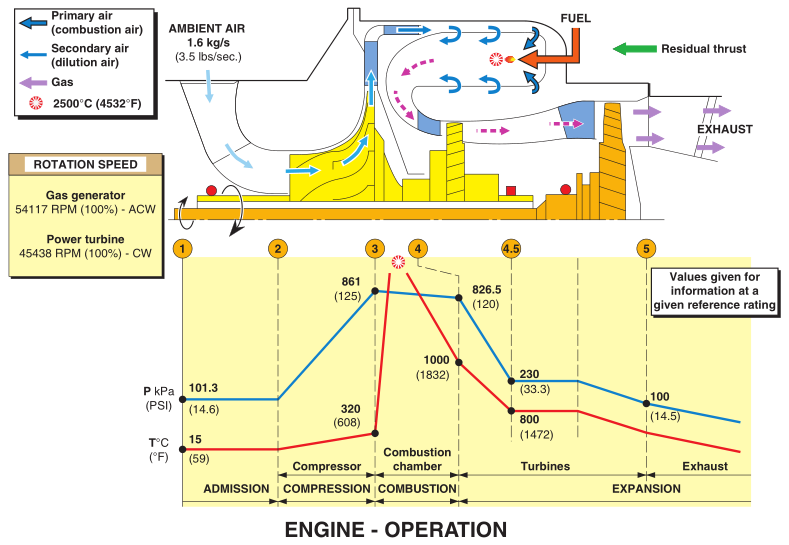 Primary air
(combustion air)
Secondary air
(dilution air)
Gas
2500°C (4532°F)
AMBIENT AIR
1.6 kg/s
(3.5 lbs/sec.)
FUEL
Residual thrust
EXHAUST
ROTATION SPEED
Gas generator
54117 RPM (100%) - ACW
Power turbine
45438 RPM (100%) - CW
1 2 3 4 4.5 5
Values given for
information at a
given reference rating
861
(125)
826.5
(120)
1000
(1832)
P kPa
(PSI)
101.3
(14.6)
230
(33.3)
100
(14.5)
320
(608)
800
(1472)
T°C
(°F)
15
(59)
Compressor
Combustion
chamber
Turbines
Exhaust
ADMISSION
COMPRESSION
COMBUSTION
EXPANSION
ENGINE - OPERATION